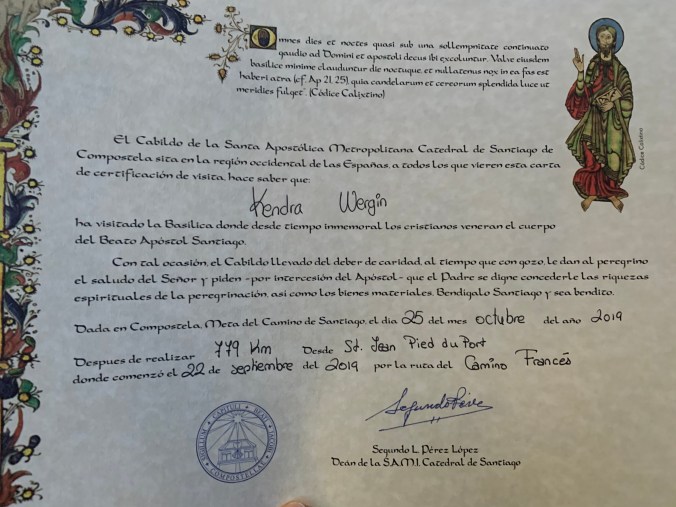 Omnes dies et noctes quasi sub una sollempnitate continuato
gaudio ad Domini et apostoli decus ibi excoluntur. Valve eiusdem
basilice minime clauduntur die noctuque et nullatenus nox in ea fas est
haberi atra (cf. Ap 21, 25), quia candelarum et cereorum splendida luce ut
meridies fulget". (Códice Calixtino)
Códice Calixtino
El Cabildo de la Santa Apostólica Metropolitana Catedral de Santiago de
Compostela sita en la región occidental de las Españas, a todos los que vieren esta carta
de certificación de visita, hace saber que:
Kendra Wergin
ha visitado la Basílica donde desde tiempo inmemorial los cristianos veneran el cuerpo
del Beato Apóstol Santiago.
Con tal ocasión, el Cabildo llevado del deber de caridad, al tiempo que con gozo, le dan al peregrino
el saludo del Señor y piden -por intercesión del Apóstol- que el Padre se digne concederle las riquezas
espirituales de la peregrinación, así como los bienes materiales. Bendígalo Santiago y sea bendito.
Dada en Compostela, Meta del Camino de Santiago, el día 25 del mes octubre del año 2019
Despues de realizar 779 Km Desde St. Jean Pied du Port
donde comenzó el 22 de septiembre del 2019 por la ruta del Camino Francés
SIGILLUM CAPITULI BEATI JACOBI COMPOSTELLAE
Segundo Pérez
Segundo L. Pérez López
Deán de la S.A.M.I. Catedral de Santiago